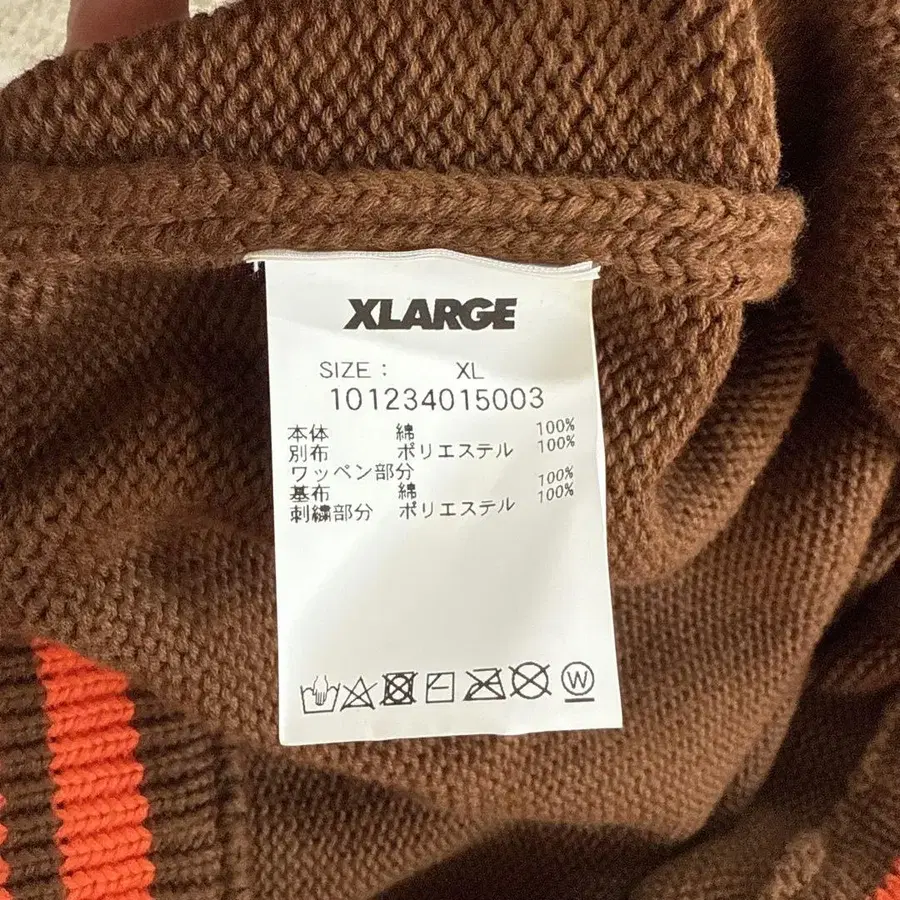 XLARGE
SIZE : XL
101234015003
本体 綿 100%
別布 ポリエステル 100%
ワッペン部分
基布 綿 100%
刺繍部分 ポリエステル 100%
W